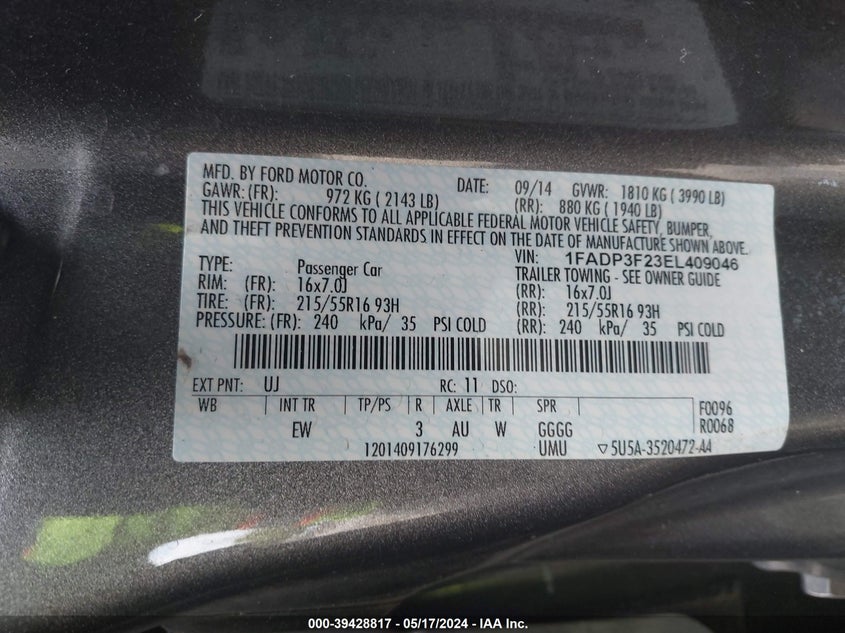 MFD. BY FORD MOTOR CO. DATE: 09/14 GVWR: 1810 KG ( 3990 LB)
GAWR: (FR): 972 KG ( 2143 LB) (RR): 880 KG ( 1940 LB)
THIS VEHICLE CONFORMS TO ALL APPLICABLE FEDERAL MOTOR VEHICLE SAFETY, BUMPER,
AND THEFT PREVENTION STANDARDS IN EFFECT ON THE DATE OF MANUFACTURE SHOWN ABOVE.
VIN: 1FADP3F23EL409046
TYPE: Passenger Car TRAILER TOWING - SEE OWNER GUIDE
RIM: (FR): 16x7.0J (RR): 16x7.0J
TIRE: (FR): 215/55R16 93H (RR): 215/55R16 93H
PRESSURE: (FR): 240 kPa/ 35 PSI COLD (RR): 240 kPa/ 35 PSI COLD
EXT PNT: UJ RC: 11 DSO:
WB INT TR TP/PS R AXLE TR SPR F0096
EW 3 AU W GGGG R0068
1201409176299 UMU ▽ 5U5A-3520472-AA
000-39428817 - 05/17/2024 - IAA Inc.